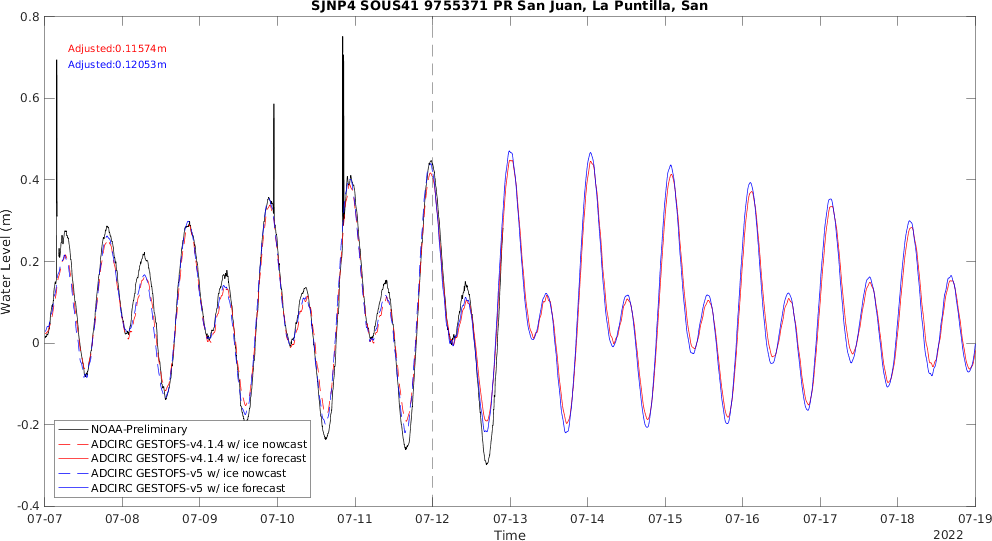 SJNP4 SOUS41 9755371 PR San Juan, La Puntilla, San
Adjusted:0.11574m
Adjusted:0.12053m
Water Level (m)
0.8
0.6
0.4
0.2
0
-0.2
-0.4
NOAA-Preliminary
ADCIRC GESTOFS-v4.1.4 w/ ice nowcast
ADCIRC GESTOFS-v4.1.4 w/ ice forecast
ADCIRC GESTOFS-v5 w/ ice nowcast
ADCIRC GESTOFS-v5 w/ ice forecast
07-07 07-08 07-09 07-10 07-11 07-12 07-13 07-14 07-15 07-16 07-17 07-18 07-19
Time
2022